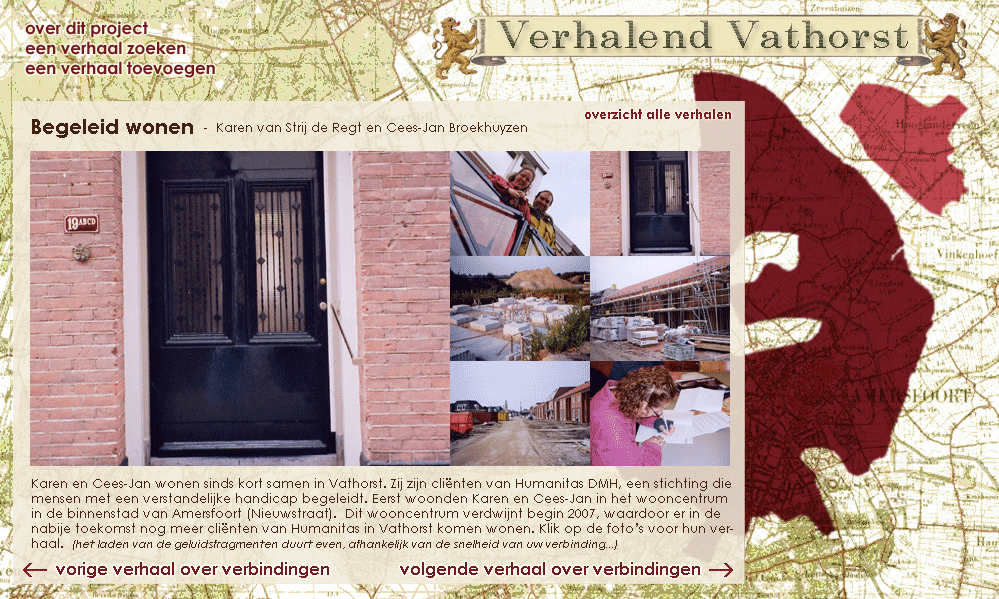 over dit project
een verhaal zoeken
een verhaal toevoegen
Verhalend Vathorst
overzicht alle verhalen
Begeleid wonen - Karen van Strij de Regt en Cees-Jan Broekhuyzen
19ABCD
Karen en Cees-Jan wonen sinds kort samen in Vathorst. Zij zijn cliënten van Humanitas DMH, een stichting die
mensen met een verstandelijke handicap begeleidt. Eerst woonden Karen en Cees-Jan in het wooncentrum
in de binnenstad van Amersfoort (Nieuwstraat). Dit wooncentrum verdwijnt begin 2007, waardoor er in de
nabije toekomst nog meer cliënten van Humanitas in Vathorst komen wonen. Klik op de foto's voor hun ver-
haal. (het laden van de geluidsfragmenten duurt even, afhankelijk van de snelheid van uw verbinding...)
← vorige verhaal over verbindingen
volgende verhaal over verbindingen →
Zevenhuizen
Hooglanderveen
Vinkenhoef
AMERSFOORT